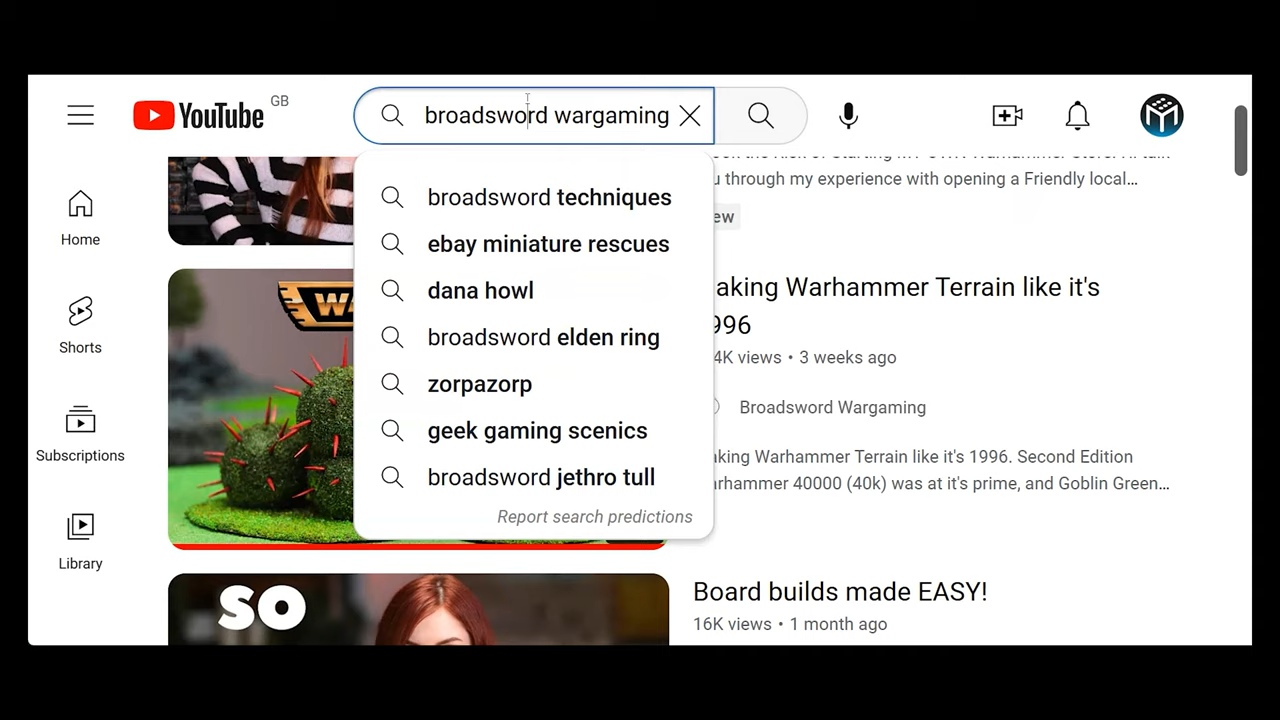 YouTube GB
broadsword wargaming
broadsword techniques
ebay miniature rescues
dana howl
broadsword elden ring
zorpazorp
geek gaming scenics
broadsword jethro tull
Report search predictions
Home
Shorts
Subscriptions
Library
u through my experience with opening a Friendly local…
ew
aking Warhammer Terrain like it's
996
4K views • 3 weeks ago
Broadsword Wargaming
aking Warhammer Terrain like it's 1996. Second Edition
arhammer 40000 (40k) was at it's prime, and Goblin Green…
SO
Board builds made EASY!
16K views • 1 month ago